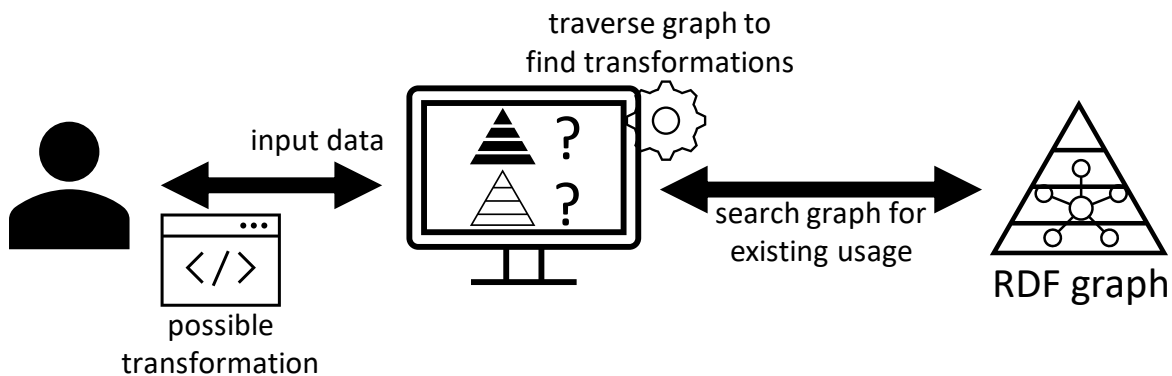 traverse graph to
find transformations
input data
?
?
search graph for
existing usage
RDF graph
</>
possible
transformation